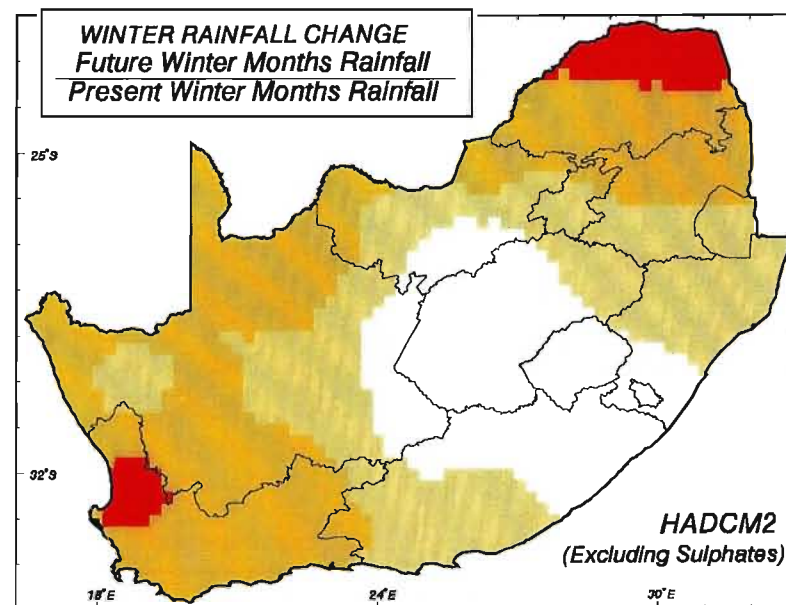 WINTER RAINFALL CHANGE
Future Winter Months Rainfall
Present Winter Months Rainfall
25°S
32°S
HADCM2
(Excluding Sulphates)
18°E
24°E
30°E